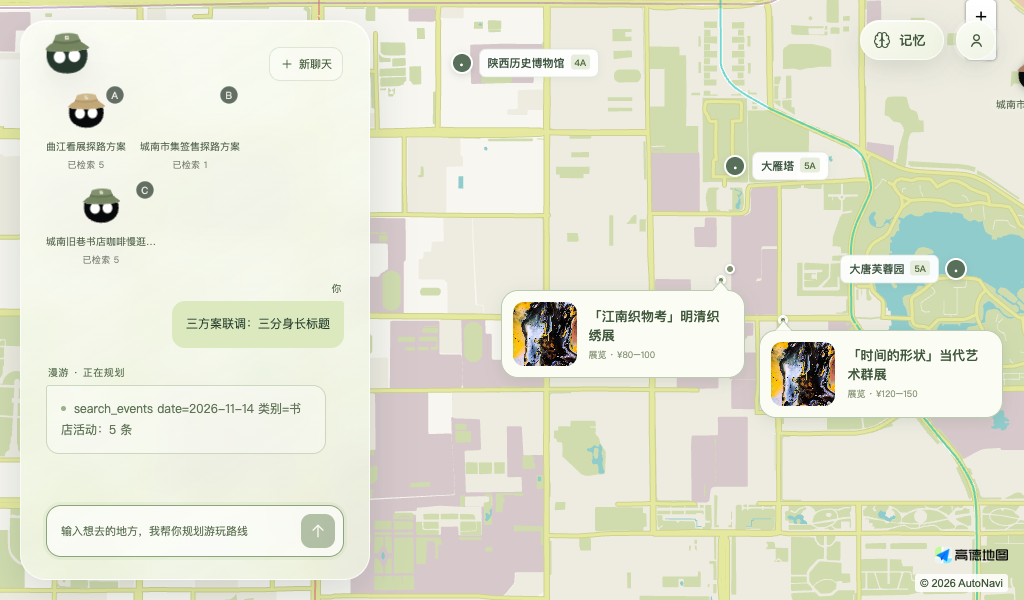 新聊天
A
B
曲江看展探路方案
城南市集签售探路方案
已检索 5
已检索 1
C
城南旧巷书店咖啡慢逛…
已检索 5
你
三方案联调：三分身长标题
漫游 · 正在规划
search_events date=2026-11-14 类别=书
店活动：5 条
输入想去的地方，我帮你规划游玩路线
陕西历史博物馆 4A
记忆
+
城南市
大雁塔 5A
大唐芙蓉园 5A
「江南织物考」明清织
绣展
展览 · ¥80—100
「时间的形状」当代艺
术群展
展览 · ¥120—150
高德地图
© 2026 AutoNavi